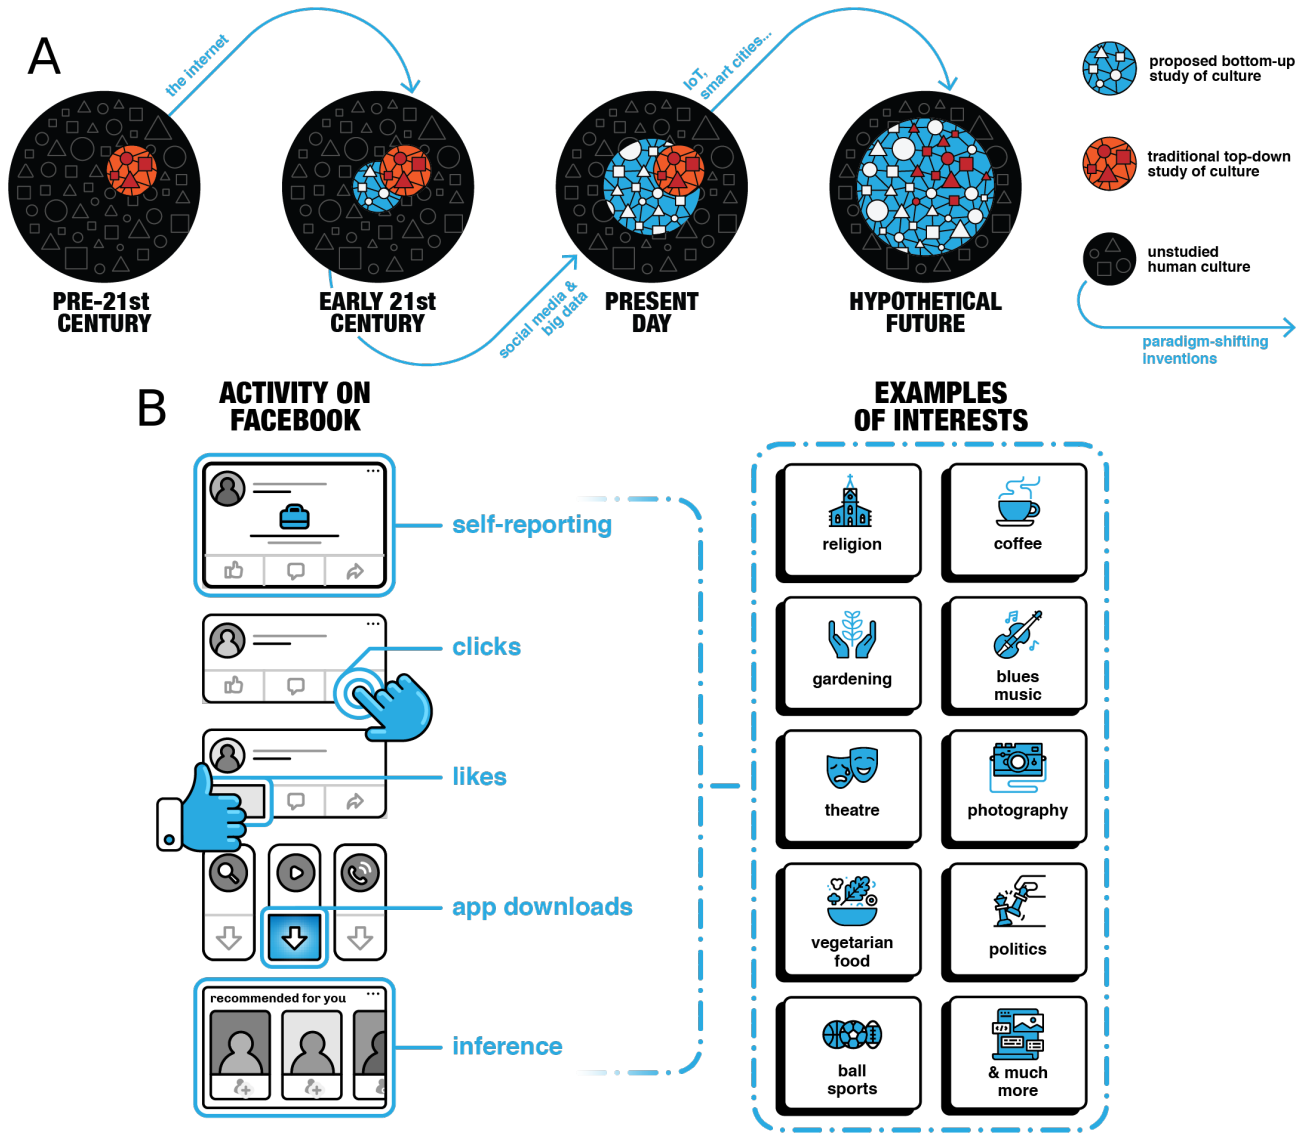 A
the internet
IoT,
smart cities...
proposed bottom-up
study of culture
traditional top-down
study of culture
unstudied
human culture
PRE-21st
CENTURY
EARLY 21st
CENTURY
social media &
big data
PRESENT
DAY
HYPOTHETICAL
FUTURE
paradigm-shifting
inventions
B
ACTIVITY ON
FACEBOOK
self-reporting
clicks
likes
app downloads
recommended for you
inference
EXAMPLES
OF INTERESTS
religion
coffee
gardening
blues
music
theatre
photography
vegetarian
food
politics
ball
sports
& much
more